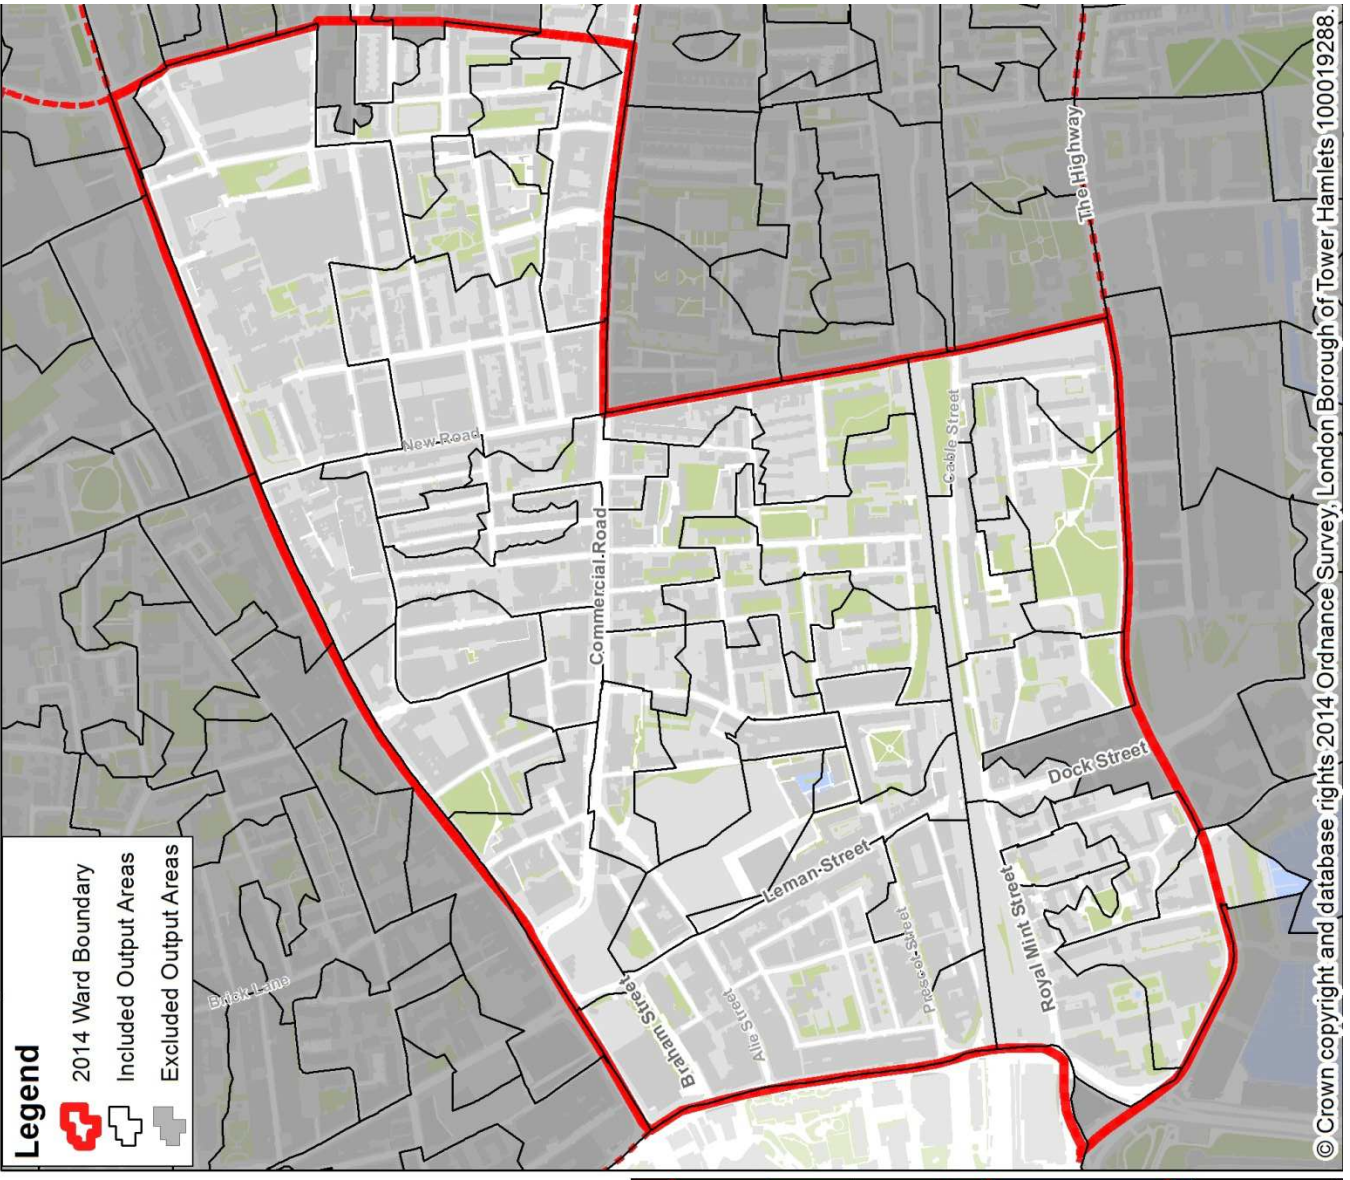 Legend
2014 Ward Boundary
Included Output Areas
Excluded Output Areas
Brick Lane
New Road
Commercial Road
The Highway
Cable Street
Dock Street
Leman Street
Royal Mint Street
Prescot Street
Alie Street
Braham Street
© Crown copyright and database rights 2014 Ordnance Survey, London Borough of Tower Hamlets 100019288.